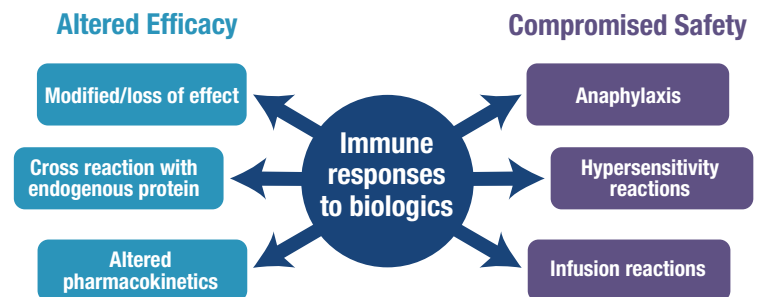 Altered Efficacy
Compromised Safety
Modified/loss of effect
Cross reaction with
endogenous protein
Altered
pharmacokinetics
Immune
responses
to biologics
Anaphylaxis
Hypersensitivity
reactions
Infusion reactions